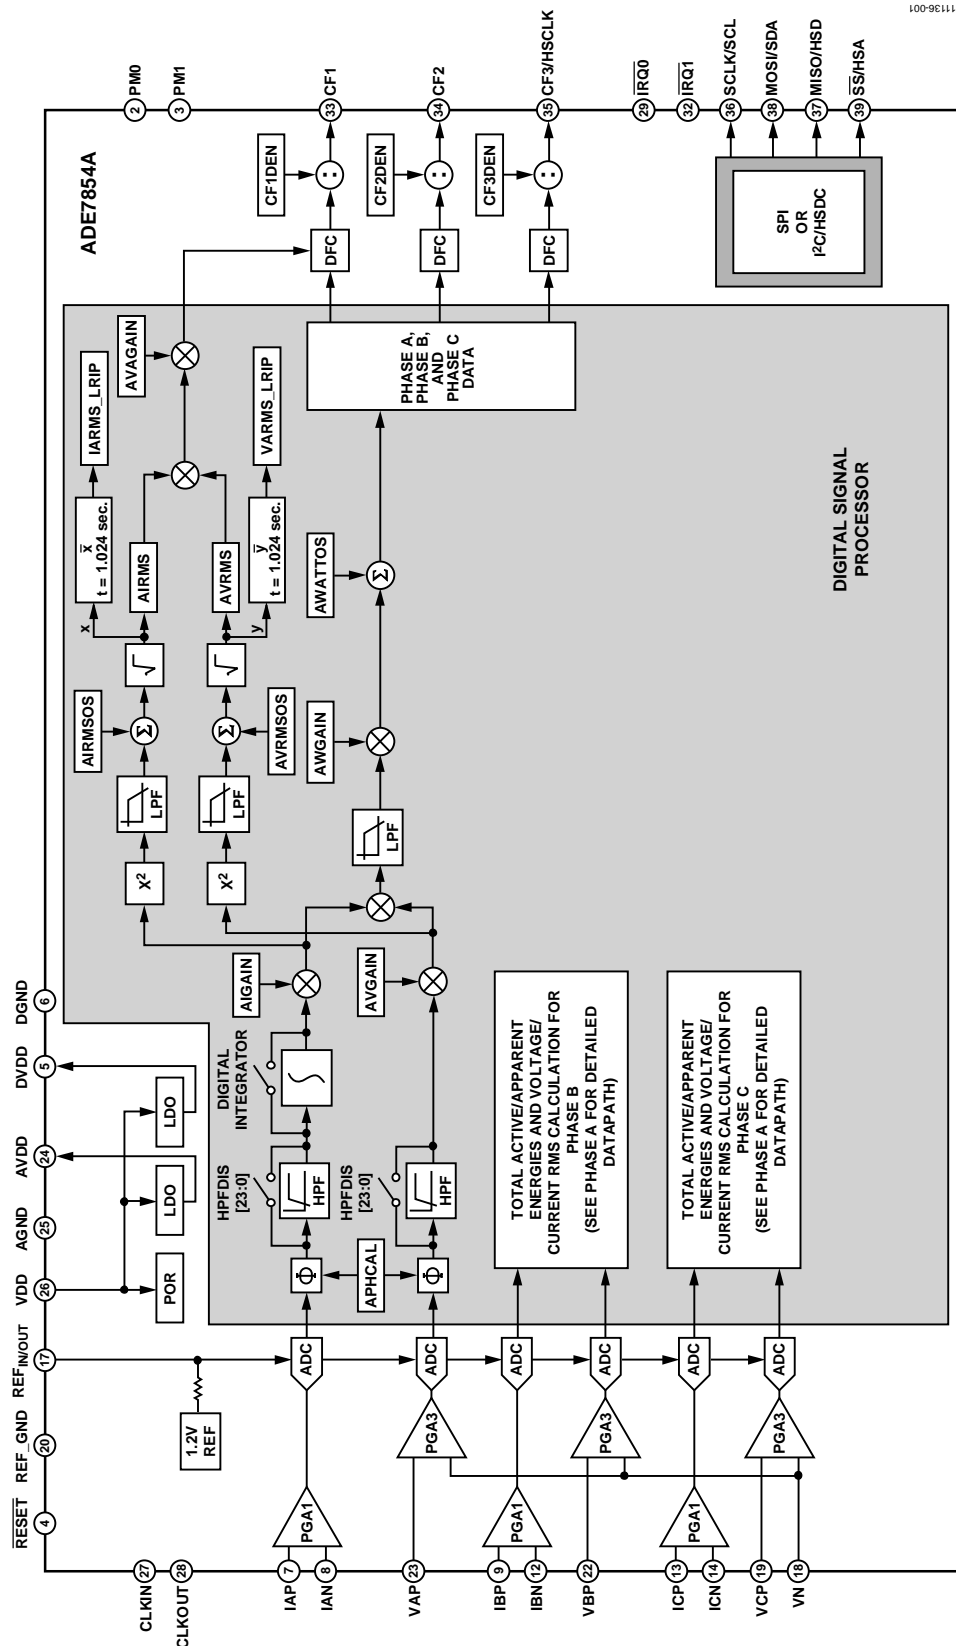 RESET
4
REF_GND
20
REFIN/OUT
17
VDD
26
AGND
25
AVDD
24
DVDD
5
DGND
6
CLKIN
27
CLKOUT
28
1.2V
REF
POR
LDO
LDO
ADE7854A
PM0
2
PM1
3
IAP
7
IAN
8
PGA1
ADC
Φ
HPFDIS
[23:0]
HPF
DIGITAL
INTEGRATOR
AIGAIN
X²
LPF
AIRMSOS
Σ
√
x
x̄
t = 1.024 sec.
IARMS_LRIP
AIRMS
AVAGAIN
X²
LPF
AVRMSOS
Σ
√
AVRMS
y
ȳ
t = 1.024 sec.
VARMS_LRIP
VAP
23
PGA3
ADC
APHCAL
Φ
HPFDIS
[23:0]
HPF
AVGAIN
LPF
AWGAIN
AWATTOS
Σ
PHASE A,
PHASE B,
AND
PHASE C
DATA
DFC
CF1DEN
:
33
CF1
DFC
CF2DEN
:
34
CF2
DFC
CF3DEN
:
35
CF3/HSCLK
IBP
9
IBN
12
PGA1
ADC
VBP
22
PGA3
ADC
TOTAL ACTIVE/APPARENT
ENERGIES AND VOLTAGE/
CURRENT RMS CALCULATION FOR
PHASE B
(SEE PHASE A FOR DETAILED
DATAPATH)
ICP
13
ICN
14
PGA1
ADC
VCP
19
VN
18
PGA3
ADC
TOTAL ACTIVE/APPARENT
ENERGIES AND VOLTAGE/
CURRENT RMS CALCULATION FOR
PHASE C
(SEE PHASE A FOR DETAILED
DATAPATH)
DIGITAL SIGNAL
PROCESSOR
29
IRQ0
32
IRQ1
SPI
OR
I²C/HSDC
36
SCLK/SCL
38
MOSI/SDA
37
MISO/HSD
39
SS/HSA
11136-001